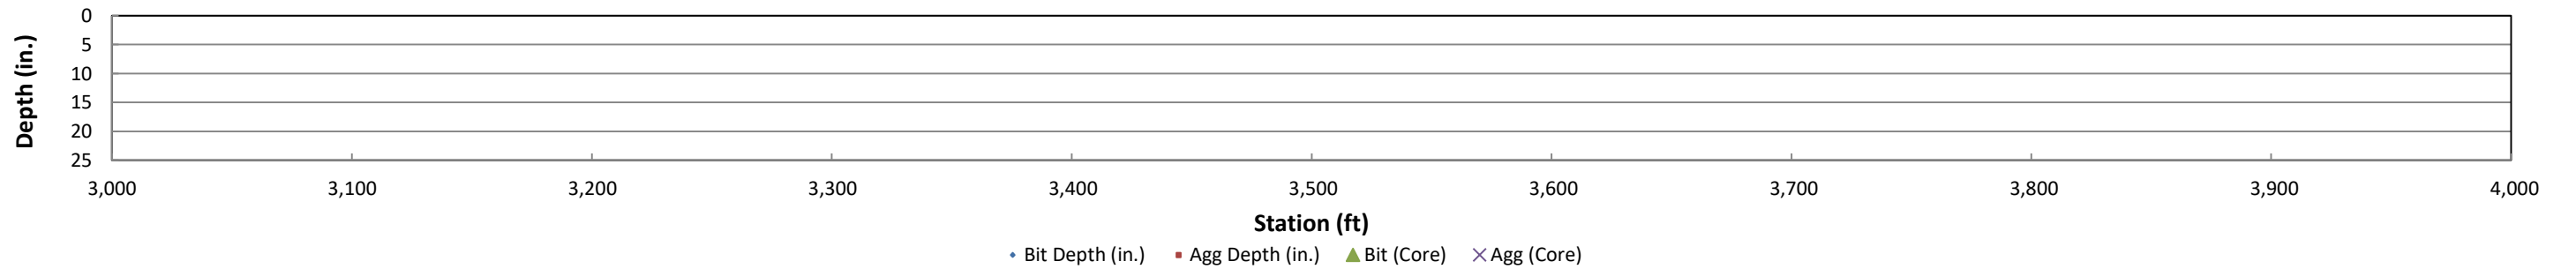 Depth (in.)
0
5
10
15
20
25
3,000 3,100 3,200 3,300 3,400 3,500 3,600 3,700 3,800 3,900 4,000
Station (ft)
Bit Depth (in.) Agg Depth (in.) Bit (Core) Agg (Core)